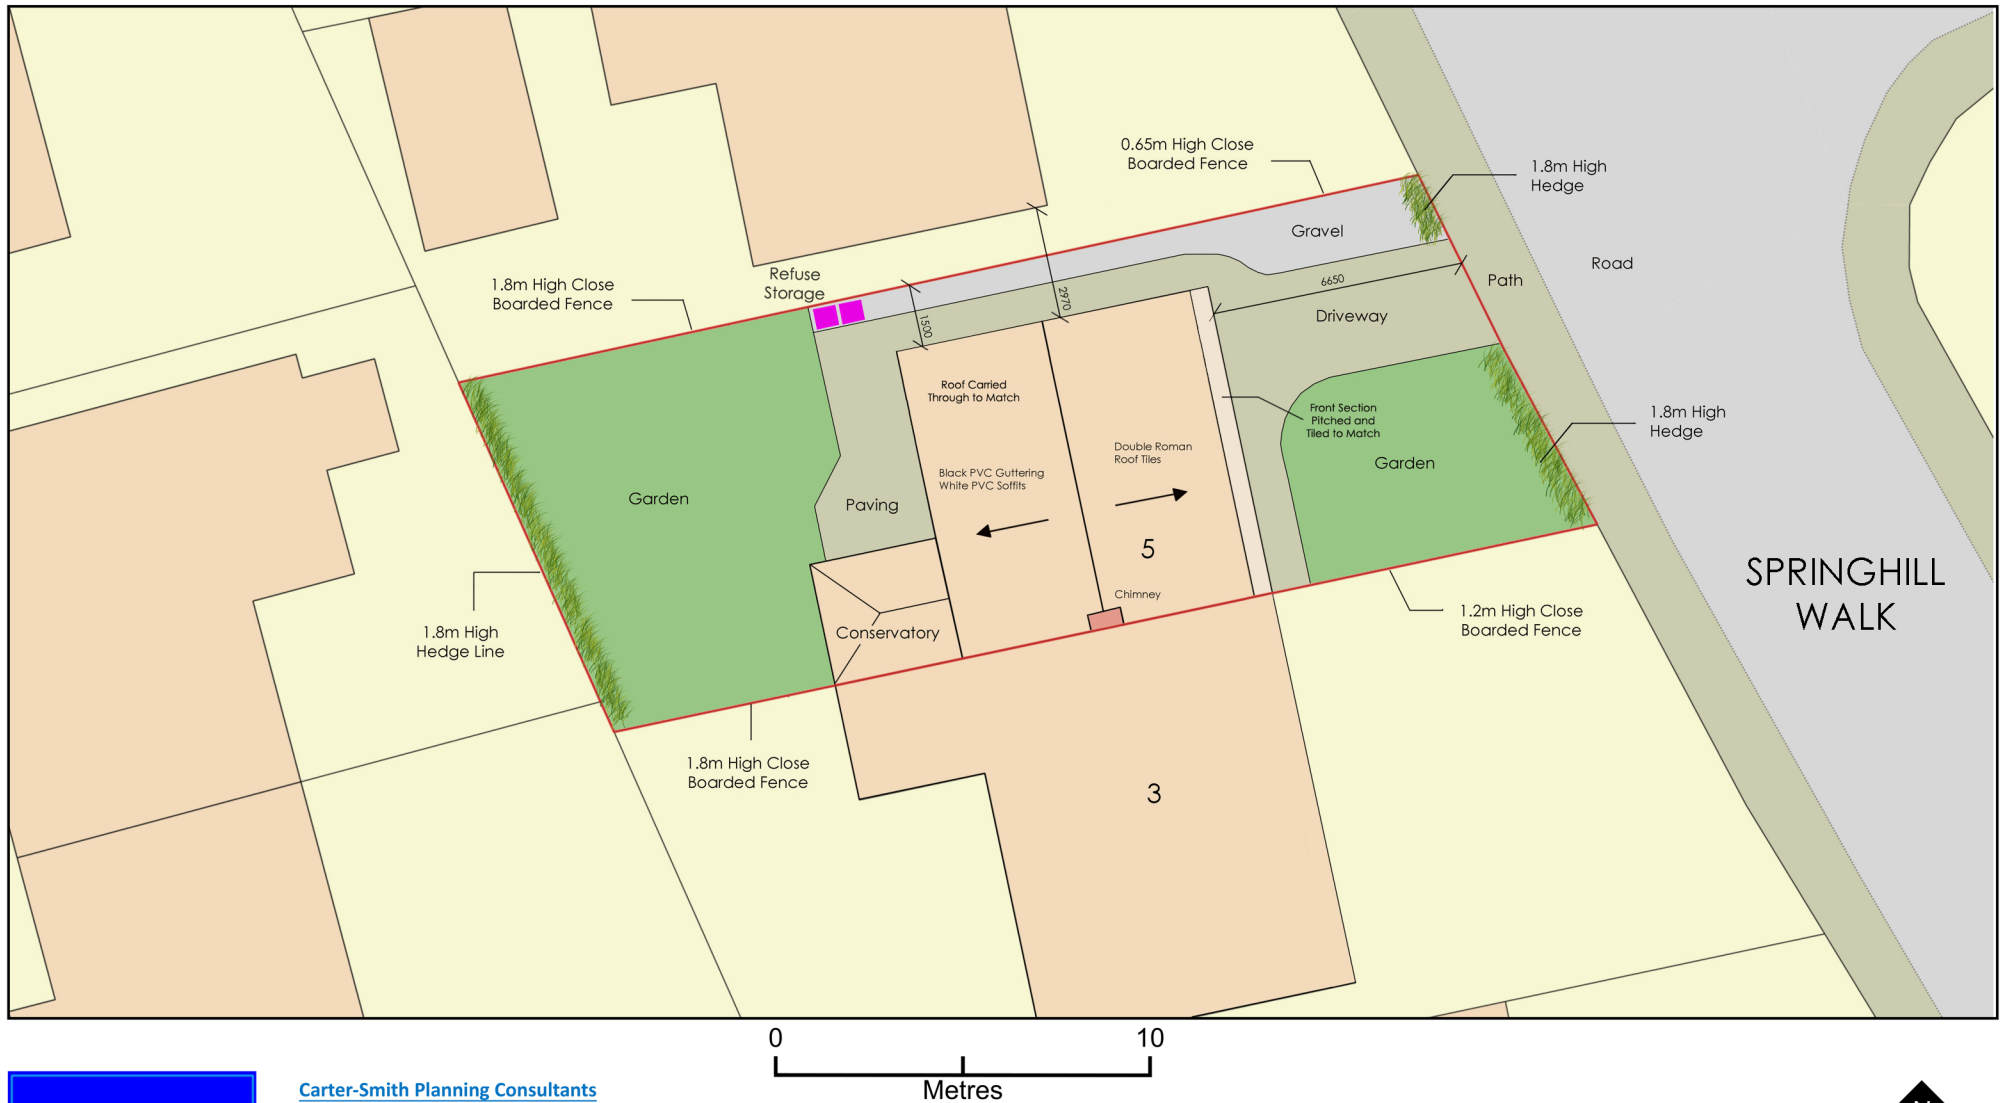 0.65m High Close
Boarded Fence
1.8m High
Hedge
Gravel
Road
Path
6650
Refuse
Storage
1.8m High Close
Boarded Fence
2970
1500
Driveway
Roof Carried
Through to Match
Front Section
Pitched and
Tiled to Match
1.8m High
Hedge
Double Roman
Roof Tiles
Garden
Black PVC Guttering
White PVC Soffits
Garden
Paving
5
SPRINGHILL
WALK
Chimney
1.2m High Close
Boarded Fence
1.8m High
Hedge Line
Conservatory
1.8m High Close
Boarded Fence
3
0
10
Metres
Carter-Smith Planning Consultants